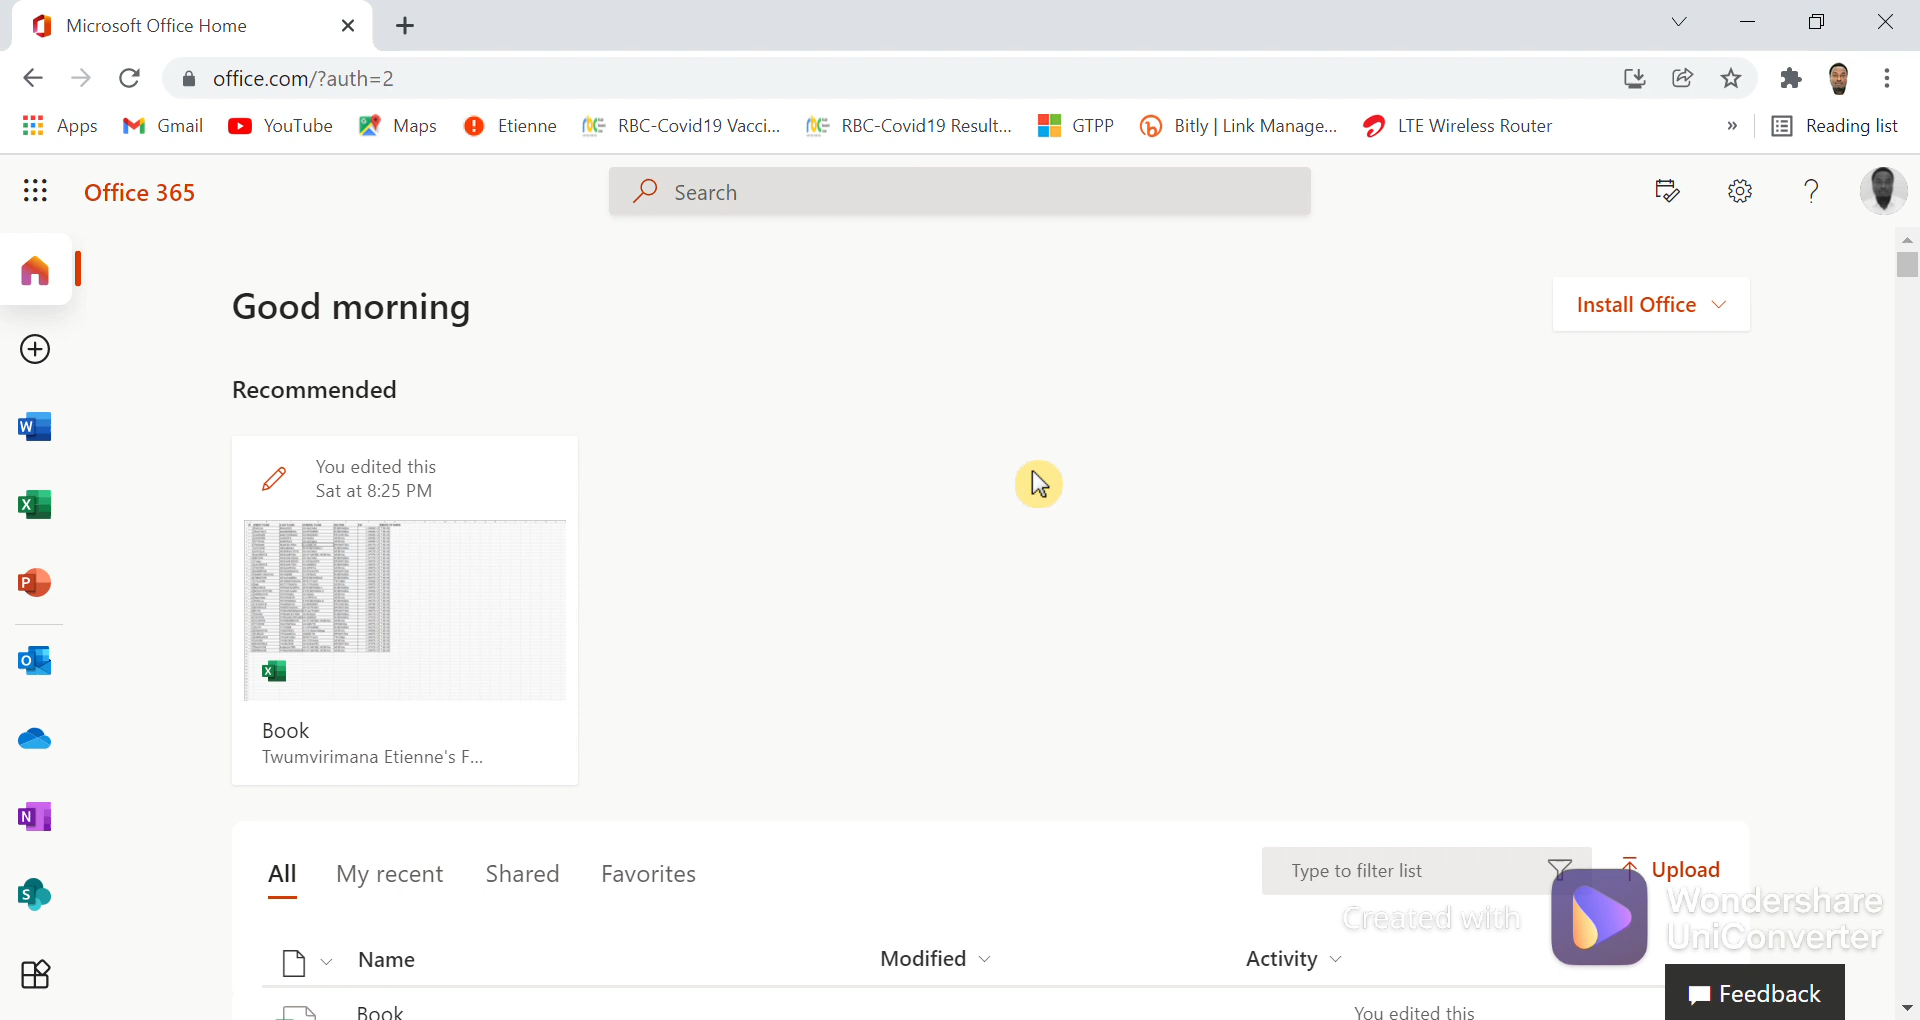 Microsoft Office Home
office.com/?auth=2
Apps Gmail YouTube Maps Etienne RBC-Covid19 Vacci... RBC-Covid19 Result... GTPP Bitly | Link Manage... LTE Wireless Router » Reading list
Office 365 Search
Good morning
Install Office
Recommended
You edited this
Sat at 8:25 PM
Book
Twumvirimana Etienne's F...
All My recent Shared Favorites Type to filter list Upload
Created with Wondershare
UniConverter
Name Modified Activity
Feedback
Book You edited this